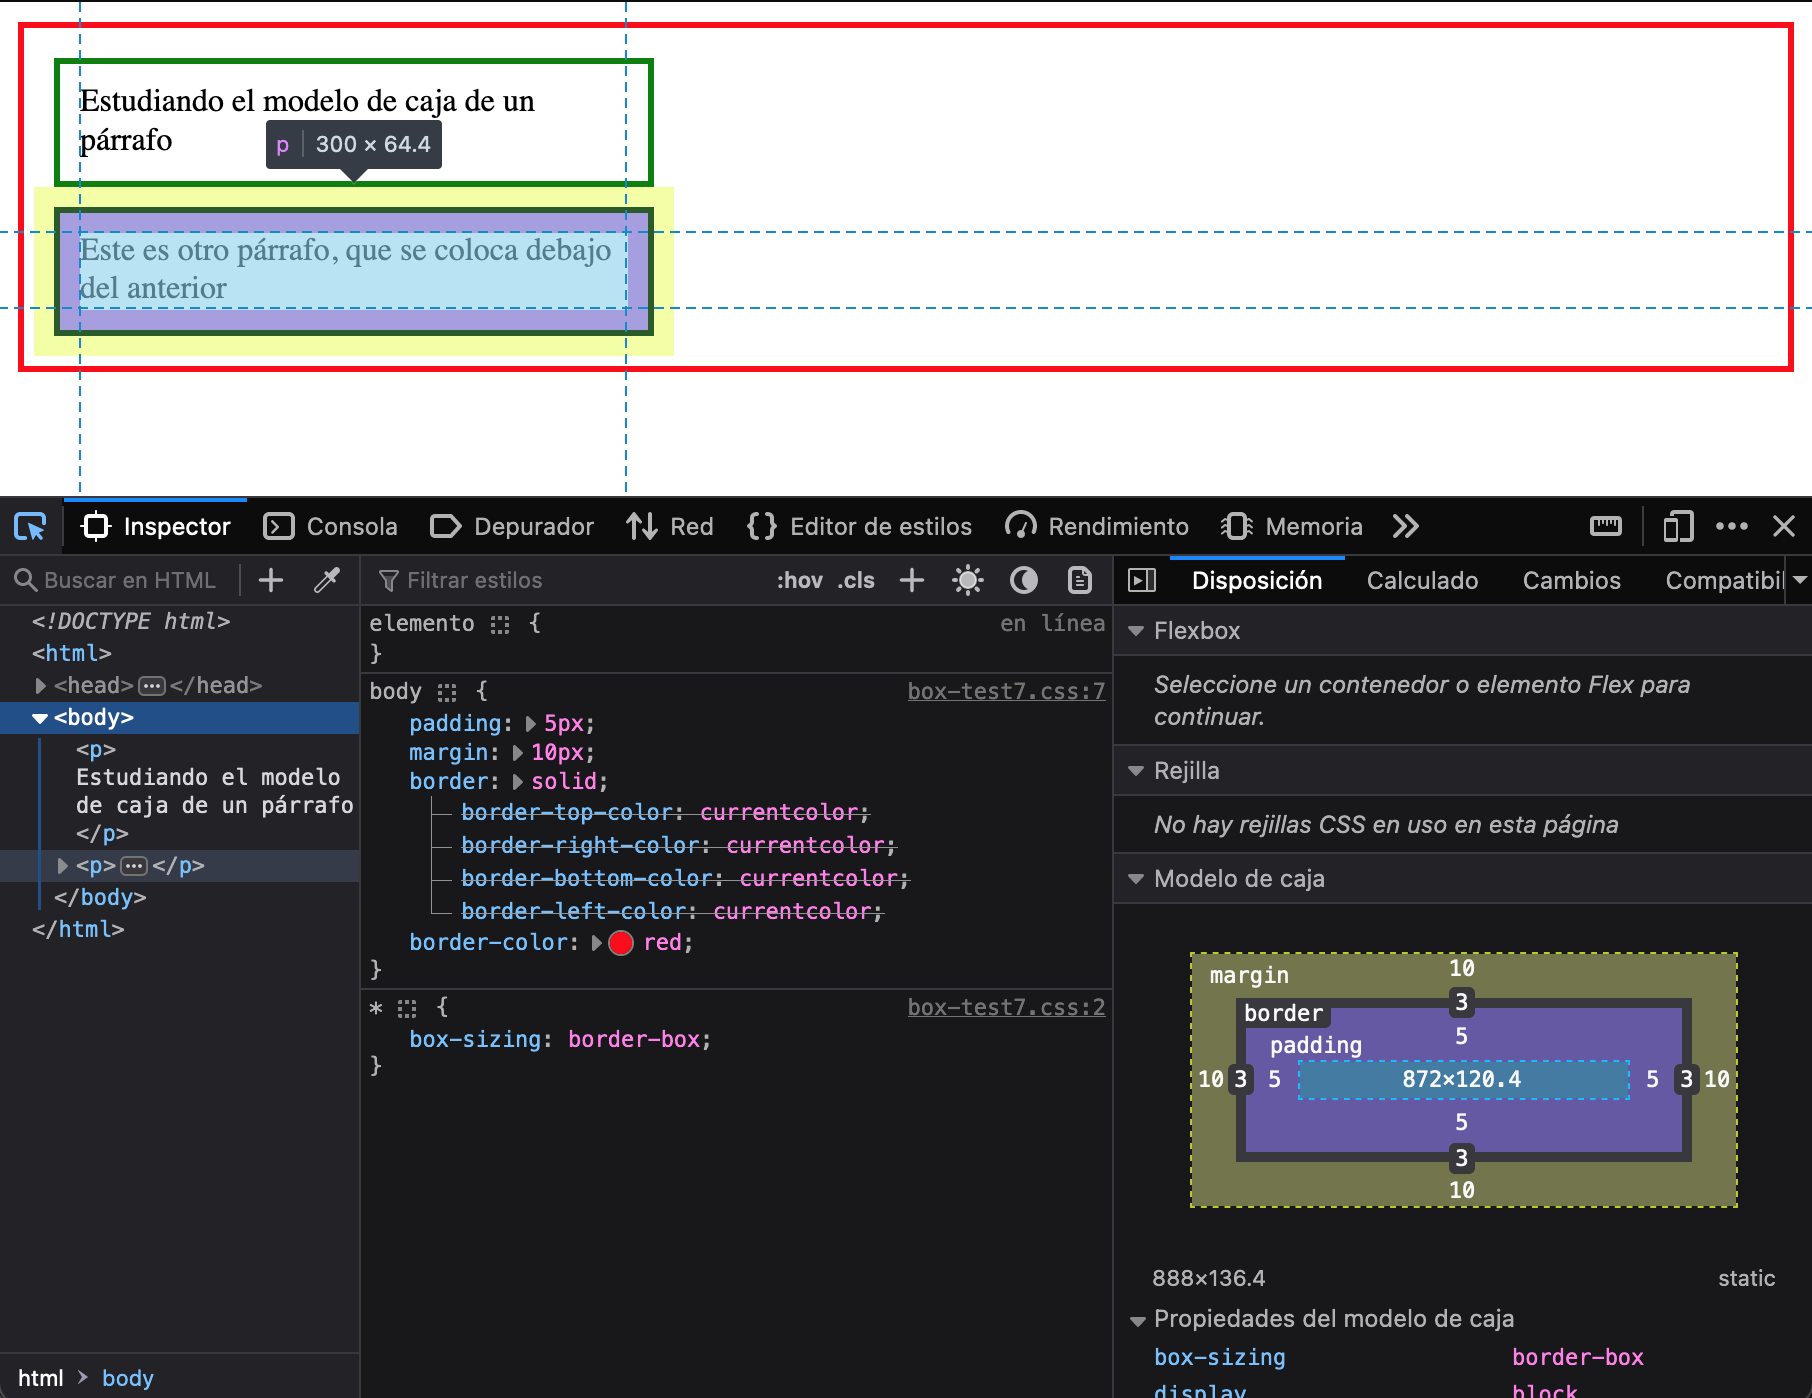 Estudiando el modelo de caja de un
párrafo
p 300 × 64.4
Este es otro párrafo, que se coloca debajo
del anterior
Inspector Consola Depurador Red {} Editor de estilos Rendimiento Memoria
Buscar en HTML
<!DOCTYPE html>
<html>
<head>⋯</head>
<body>
<p>
Estudiando el modelo
de caja de un párrafo
</p>
<p>⋯</p>
</body>
</html>
html > body
Filtrar estilos :hov .cls
elemento { en línea
}
body { box-test7.css:7
padding: 5px;
margin: 10px;
border: solid;
border-top-color: currentcolor;
border-right-color: currentcolor;
border-bottom-color: currentcolor;
border-left-color: currentcolor;
border-color: red;
}
* { box-test7.css:2
box-sizing: border-box;
}
Disposición Calculado Cambios Compatibil
Flexbox
Seleccione un contenedor o elemento Flex para
continuar.
Rejilla
No hay rejillas CSS en uso en esta página
Modelo de caja
margin 10
border 3
padding 5
10 3 5 872×120.4 5 3 10
5
3
10
888×136.4 static
Propiedades del modelo de caja
box-sizing border-box
display block